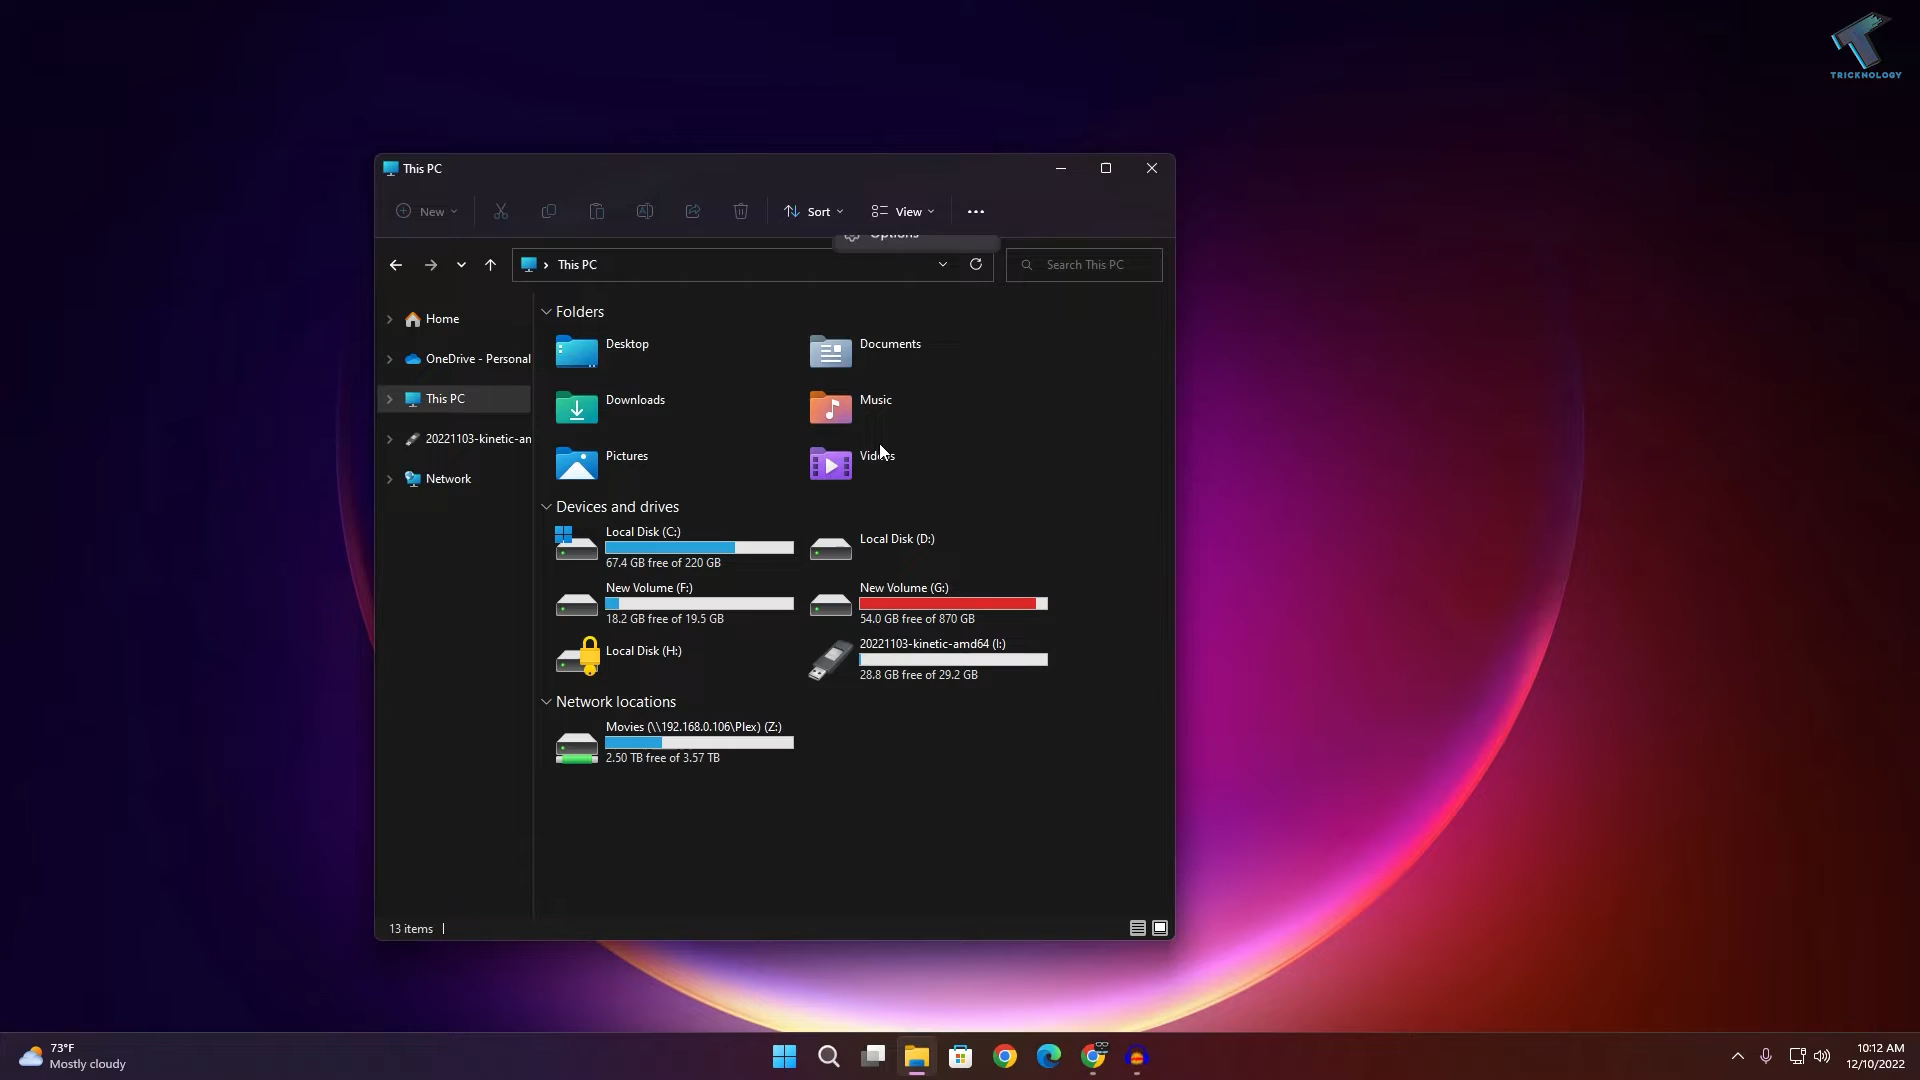 TRICKNOLOGY
This PC
New
Sort
View
Options
This PC
Search This PC
Home
OneDrive - Personal
This PC
20221103-kinetic-am
Network
Folders
Desktop
Documents
Downloads
Music
Pictures
Videos
Devices and drives
Local Disk (C:)
67.4 GB free of 220 GB
Local Disk (D:)
New Volume (F:)
18.2 GB free of 19.5 GB
New Volume (G:)
54.0 GB free of 870 GB
Local Disk (H:)
20221103-kinetic-amd64 (I:)
28.8 GB free of 29.2 GB
Network locations
Movies (\\192.168.0.106\Plex) (Z:)
2.50 TB free of 3.57 TB
13 items
73°F
Mostly cloudy
10:12 AM
12/10/2022